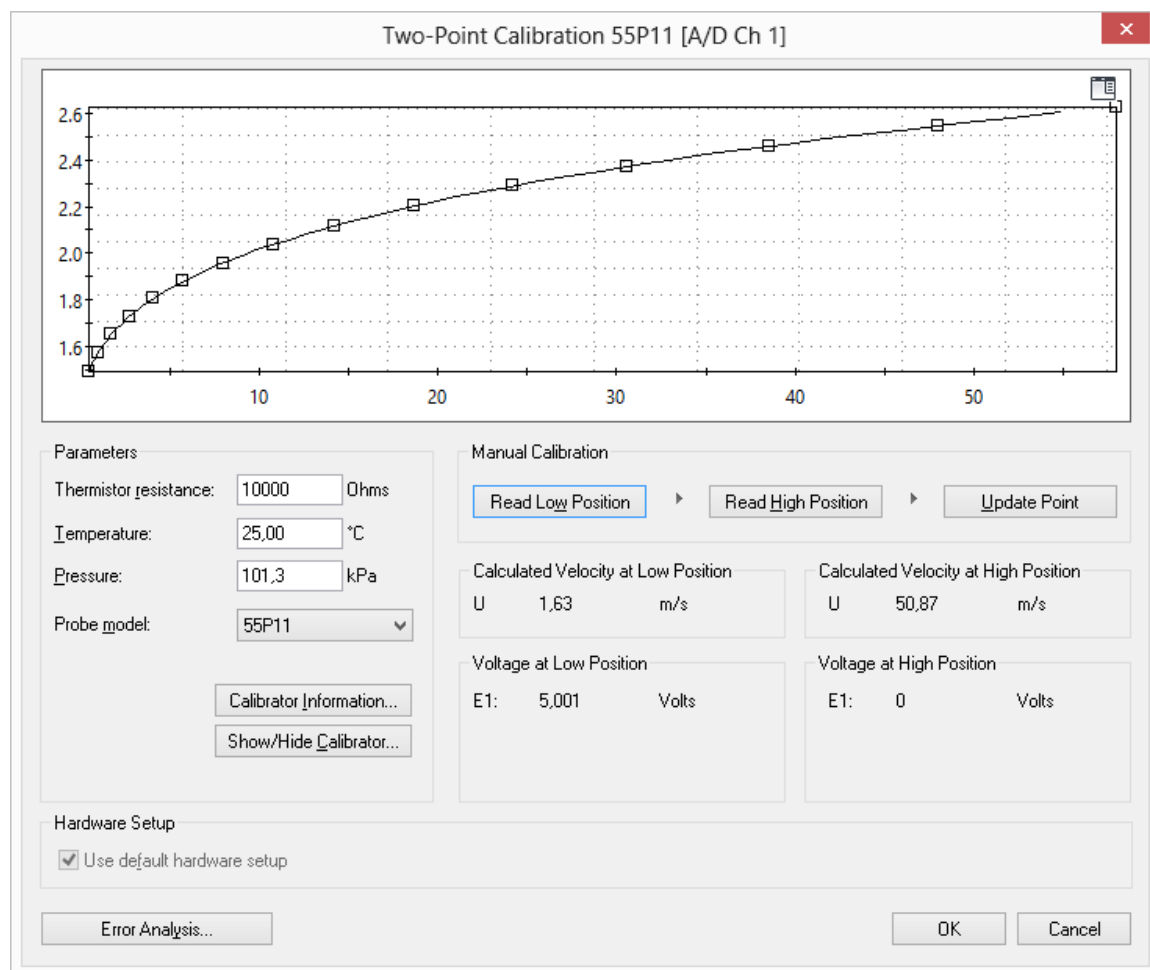 Two-Point Calibration 55P11 [A/D Ch 1]
2.6
2.4
2.2
2.0
1.8
1.6
10 20 30 40 50
Parameters
Thermistor resistance: 10000 Ohms
Temperature: 25,00 °C
Pressure: 101,3 kPa
Probe model: 55P11
Calibrator Information...
Show/Hide Calibrator...
Manual Calibration
Read Low Position Read High Position Update Point
Calculated Velocity at Low Position
U 1,63 m/s
Calculated Velocity at High Position
U 50,87 m/s
Voltage at Low Position
E1: 5,001 Volts
Voltage at High Position
E1: 0 Volts
Hardware Setup
Use default hardware setup
Error Analysis... OK Cancel